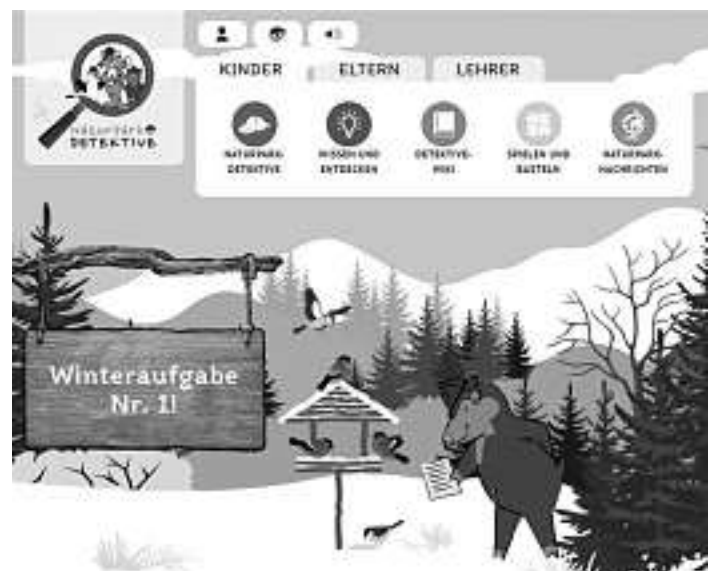 NATURPARK
DETEKTIVE
KINDER
ELTERN
LEHRER
NATURPARK-
DETEKTIVE
WISSEN UND
ENTDECKEN
DETEKTIVE-
WIKI
SPIELEN UND
BASTELN
NATURPARK-
NACHRICHTEN
Winteraufgabe
Nr. 1!